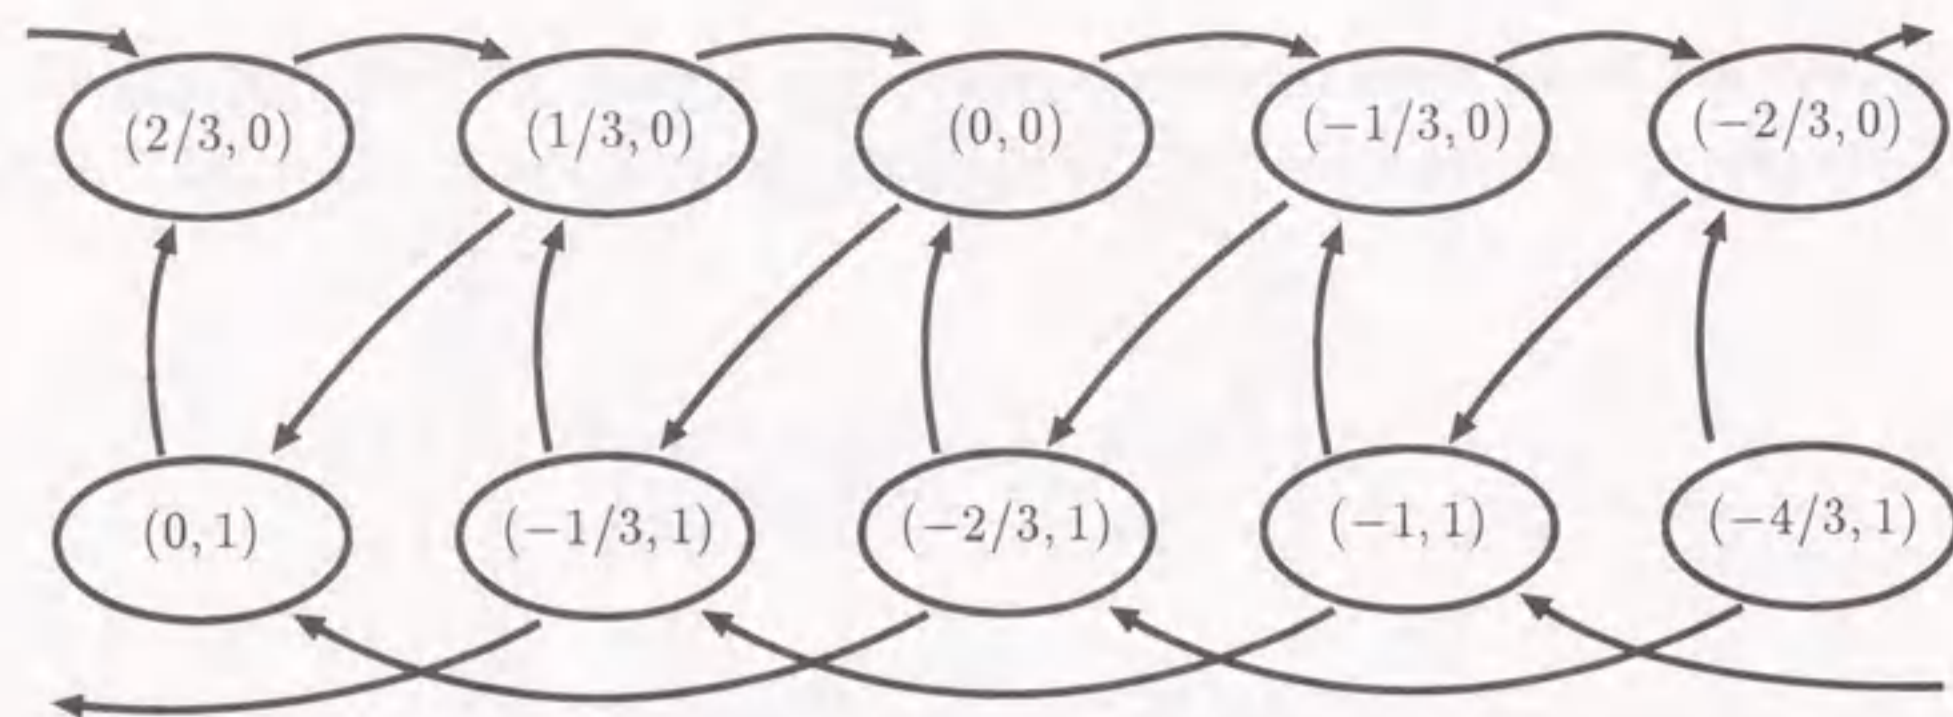 (2/3, 0) (1/3, 0) (0, 0) (−1/3, 0) (−2/3, 0)
(0, 1) (−1/3, 1) (−2/3, 1) (−1, 1) (−4/3, 1)